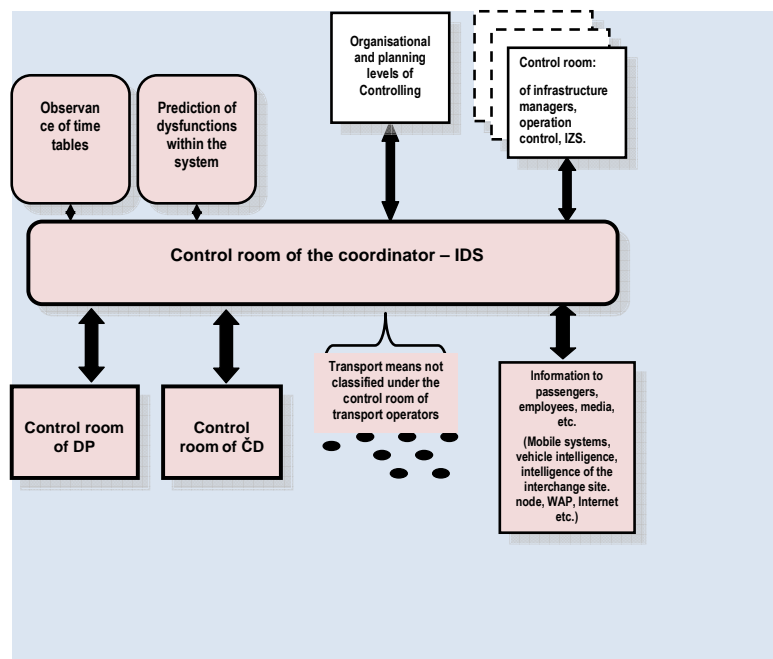 Organisational
and planning
levels of
Controlling
Control room:
of infrastructure
managers,
operation
control, IZS.
Observan
ce of time
tables
Prediction of
dysfunctions
within the
system
Control room of the coordinator – IDS
Control room
of DP
Control
room of ČD
Transport means not
classified under the
control room of
transport operators
Information to
passengers,
employees, media,
etc.
(Mobile systems,
vehicle intelligence,
intelligence of the
interchange site.
node, WAP, Internet
etc.)